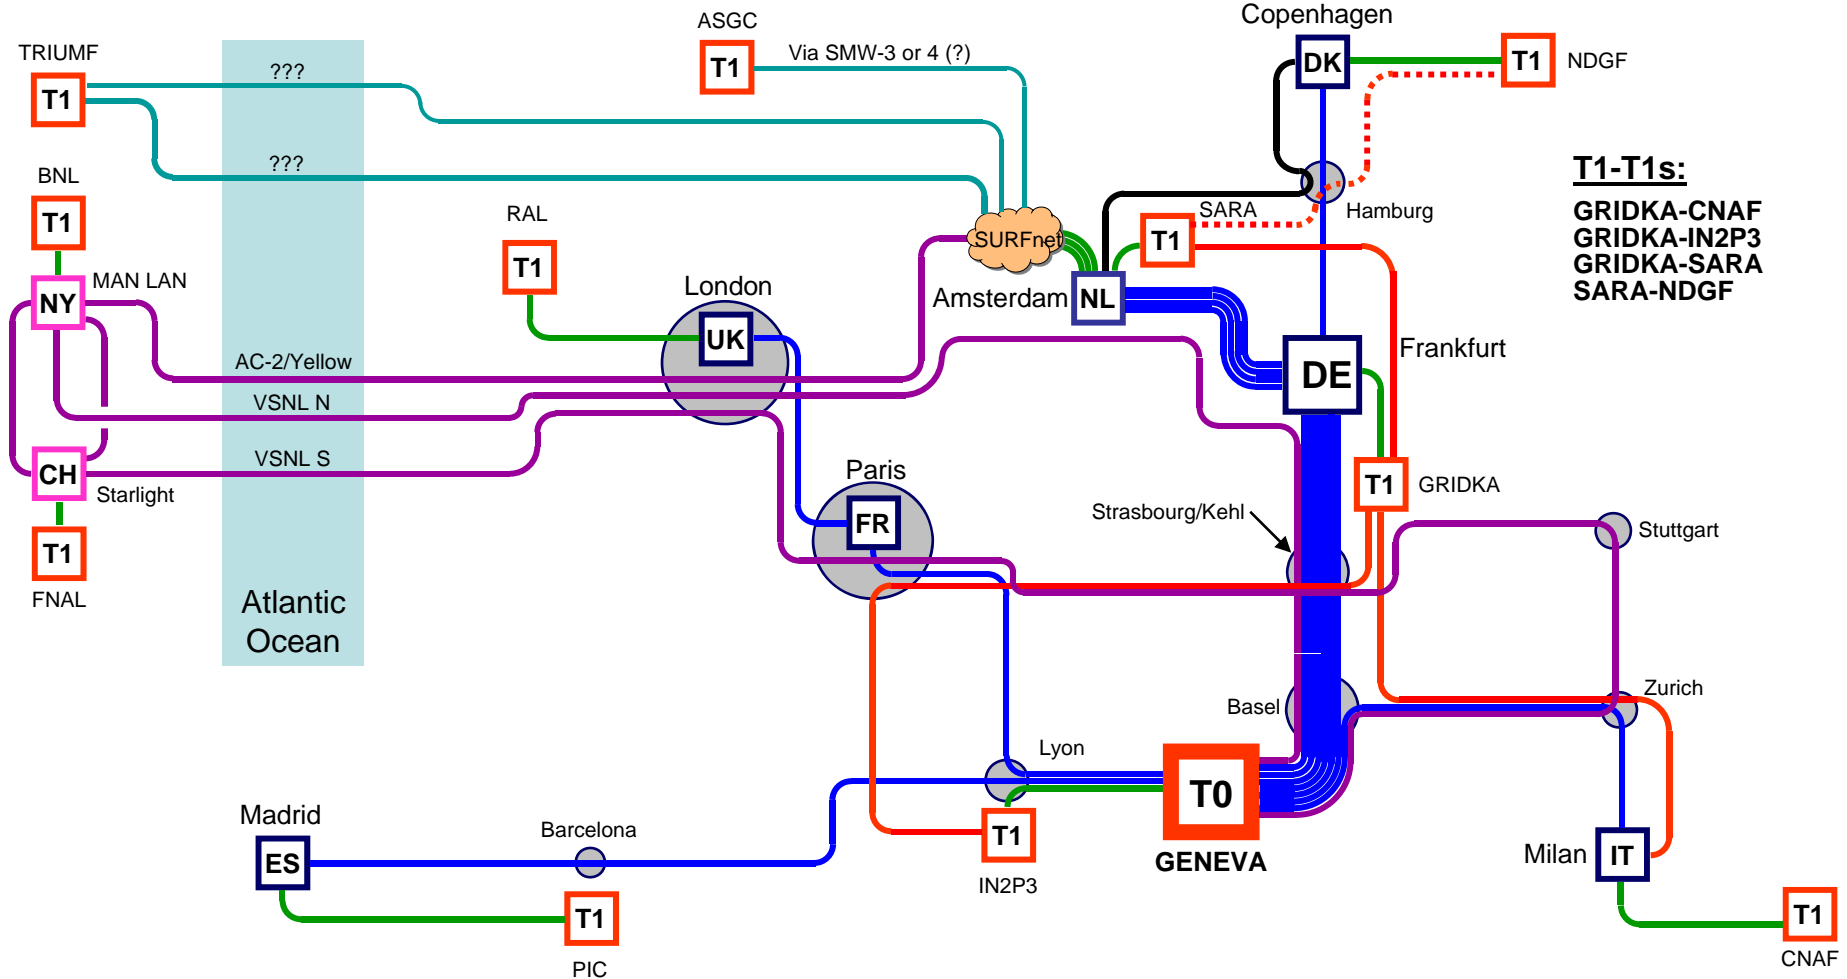 Copenhagen
ASGC
TRIUMF
T1
???
T1
Via SMW-3 or 4 (?)
DK
T1
NDGF
???
BNL
T1
RAL
T1
SURFnet
SARA
T1
Hamburg
T1-T1s:
GRIDKA-CNAF
GRIDKA-IN2P3
GRIDKA-SARA
SARA-NDGF
NY
MAN LAN
London
UK
Amsterdam
NL
AC-2/Yellow
VSNL N
VSNL S
DE
Frankfurt
CH
Starlight
T1
FNAL
Atlantic
Ocean
Paris
FR
Strasbourg/Kehl
T1
GRIDKA
Stuttgart
Basel
Zurich
Lyon
T0
GENEVA
Madrid
ES
Barcelona
T1
PIC
T1
IN2P3
Milan
IT
T1
CNAF